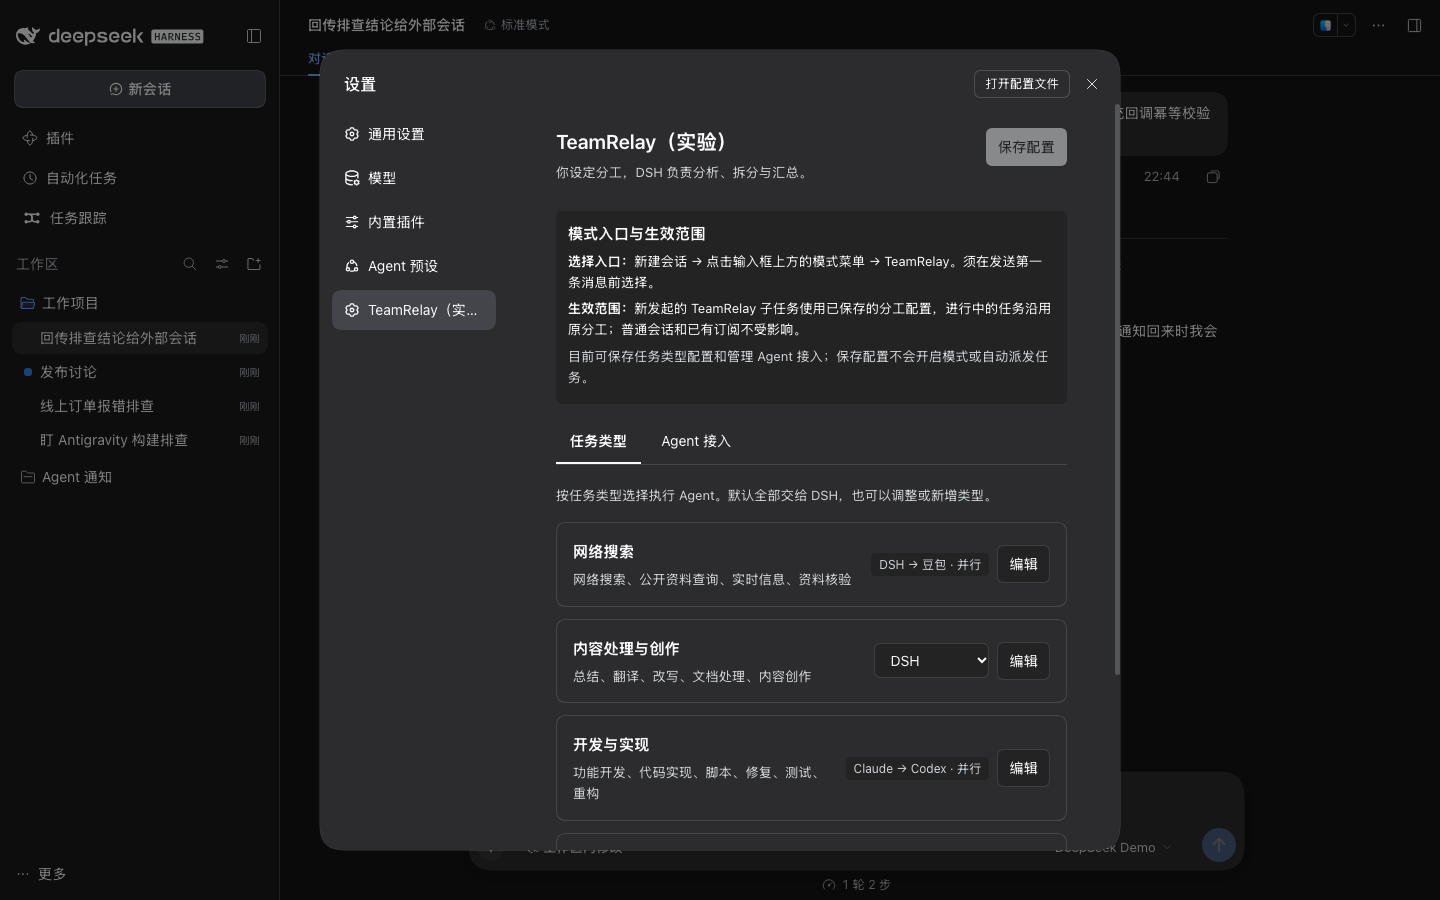 deepseek HARNESS
新会话
插件
自动化任务
任务跟踪
工作区
工作项目
回传排查结论给外部会话 刚刚
发布讨论 刚刚
线上订单报错排查 刚刚
盯 Antigravity 构建排查 刚刚
Agent 通知
更多
回传排查结论给外部会话 标准模式
回调幂等校验
22:44
通知回来时我会
DeepSeek Demo
1 轮 2 步
设置
打开配置文件
通用设置
模型
内置插件
Agent 预设
TeamRelay（实...
TeamRelay（实验）
保存配置
你设定分工，DSH 负责分析、拆分与汇总。
模式入口与生效范围
选择入口：新建会话 → 点击输入框上方的模式菜单 → TeamRelay。须在发送第一
条消息前选择。
生效范围：新发起的 TeamRelay 子任务使用已保存的分工配置，进行中的任务沿用
原分工；普通会话和已有订阅不受影响。
目前可保存任务类型配置和管理 Agent 接入；保存配置不会开启模式或自动派发任
务。
任务类型 Agent 接入
按任务类型选择执行 Agent。默认全部交给 DSH，也可以调整或新增类型。
网络搜索
网络搜索、公开资料查询、实时信息、资料核验
DSH → 豆包 · 并行 编辑
内容处理与创作
总结、翻译、改写、文档处理、内容创作
DSH 编辑
开发与实现
功能开发、代码实现、脚本、修复、测试、
重构
Claude → Codex · 并行 编辑